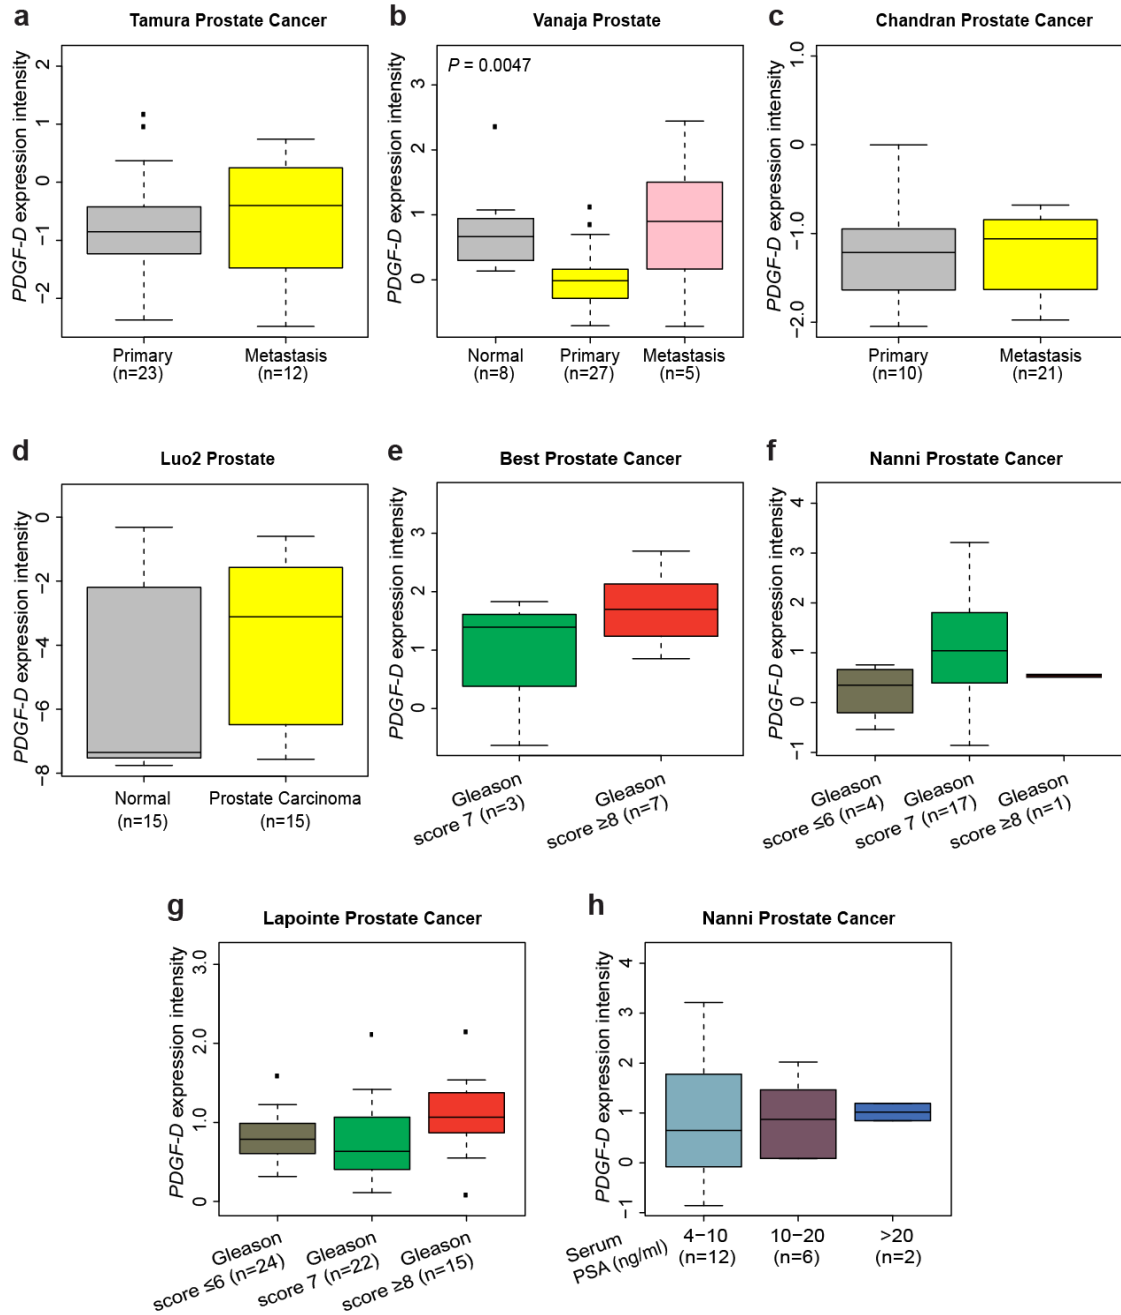 a
Tamura Prostate Cancer
PDGF-D expression intensity
2
1
0
−1
−2
Primary
(n=23)
Metastasis
(n=12)
b
Vanaja Prostate
P = 0.0047
PDGF-D expression intensity
3
2
1
0
Normal
(n=8)
Primary
(n=27)
Metastasis
(n=5)
c
Chandran Prostate Cancer
PDGF-D expression intensity
1.0
0
−1.0
−2.0
Primary
(n=10)
Metastasis
(n=21)
d
Luo2 Prostate
PDGF-D expression intensity
0
−2
−4
−6
−8
Normal
(n=15)
Prostate Carcinoma
(n=15)
e
Best Prostate Cancer
PDGF-D expression intensity
3
2
1
0
Gleason
score 7 (n=3)
Gleason
score ≥8 (n=7)
f
Nanni Prostate Cancer
PDGF-D expression intensity
4
3
2
1
0
−1
Gleason
score ≤6 (n=4)
Gleason
score 7 (n=17)
Gleason
score ≥8 (n=1)
g
Lapointe Prostate Cancer
PDGF-D expression intensity
3.0
2.0
1.0
0
Gleason
score ≤6 (n=24)
Gleason
score 7 (n=22)
Gleason
score ≥8 (n=15)
h
Nanni Prostate Cancer
PDGF-D expression intensity
4
3
2
1
0
−1
Serum
PSA (ng/ml)
4−10
(n=12)
10−20
(n=6)
>20
(n=2)